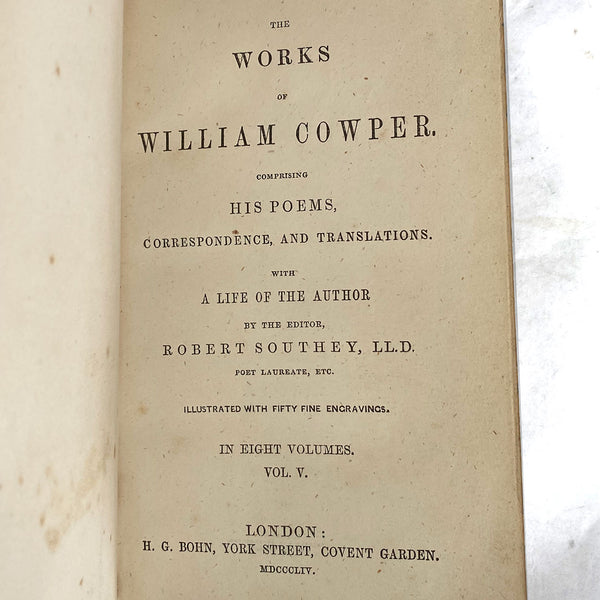 THE
WORKS
OF
WILLIAM COWPER.
COMPRISING
HIS POEMS,
CORRESPONDENCE, AND TRANSLATIONS.
WITH
A LIFE OF THE AUTHOR
BY THE EDITOR,
ROBERT SOUTHEY, LL.D.
POET LAUREATE, ETC.
ILLUSTRATED WITH FIFTY FINE ENGRAVINGS.
IN EIGHT VOLUMES.
VOL. V.
LONDON:
H. G. BOHN, YORK STREET, COVENT GARDEN.
MDCCCLIV.